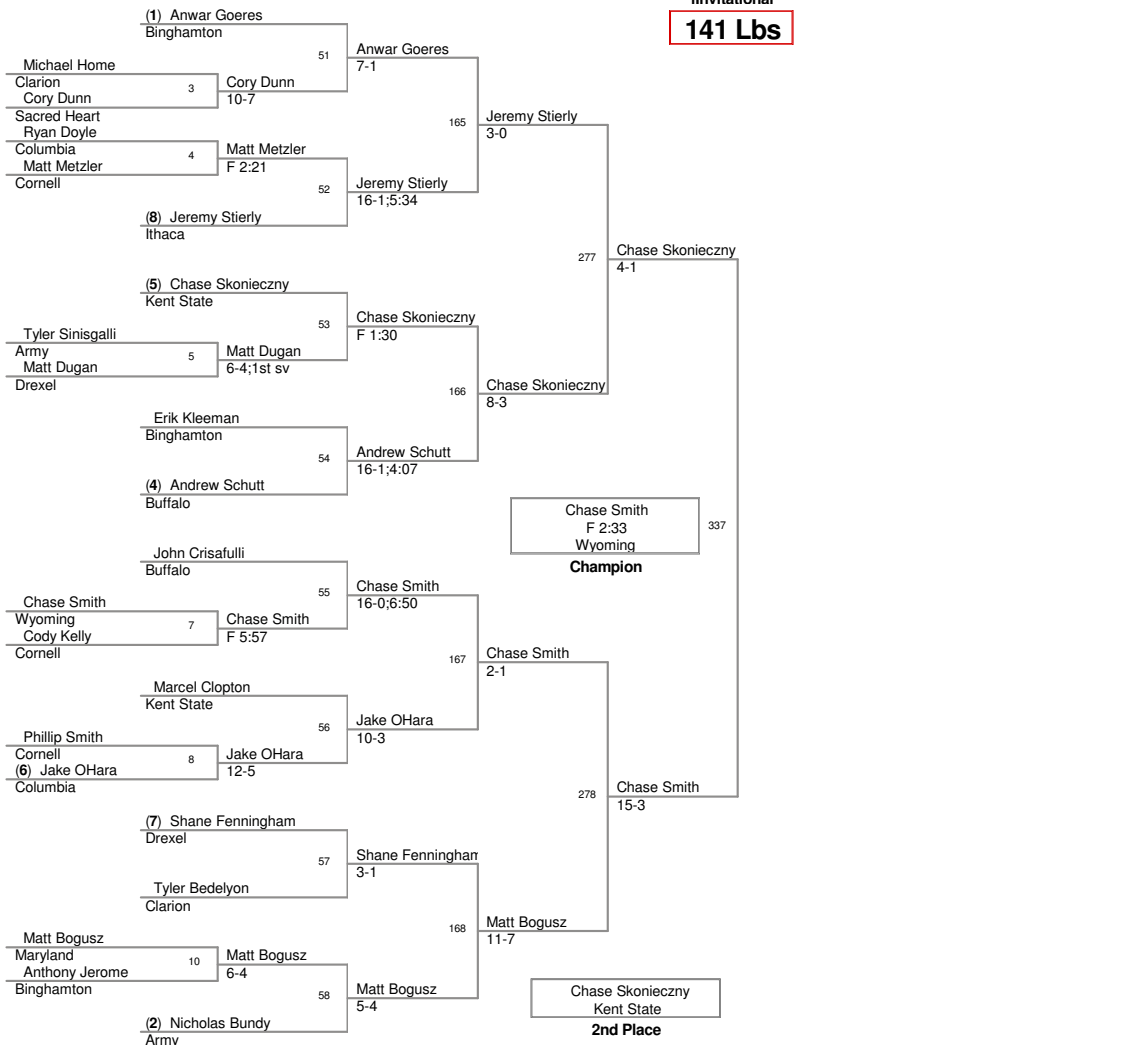 Iinvitational
141 Lbs
(1) Anwar Goeres
Binghamton
51
Anwar Goeres
7-1
Michael Home
Clarion
3
Cory Dunn
10-7
Cory Dunn
Sacred Heart
165
Jeremy Stierly
3-0
Ryan Doyle
Columbia
4
Matt Metzler
F 2:21
Matt Metzler
Cornell
52
Jeremy Stierly
16-1;5:34
(8) Jeremy Stierly
Ithaca
277
Chase Skonieczny
4-1
(5) Chase Skonieczny
Kent State
53
Chase Skonieczny
F 1:30
Tyler Sinisgalli
Army
5
Matt Dugan
6-4;1st sv
Matt Dugan
Drexel
166
Chase Skonieczny
8-3
Erik Kleeman
Binghamton
54
Andrew Schutt
16-1;4:07
(4) Andrew Schutt
Buffalo
Chase Smith
F 2:33
Wyoming
337
Champion
John Crisafulli
Buffalo
55
Chase Smith
16-0;6:50
Chase Smith
Wyoming
7
Chase Smith
F 5:57
Cody Kelly
Cornell
167
Chase Smith
2-1
Marcel Clopton
Kent State
56
Jake OHara
10-3
Phillip Smith
Cornell
8
Jake OHara
12-5
(6) Jake OHara
Columbia
278
Chase Smith
15-3
(7) Shane Fenningham
Drexel
57
Shane Fenningham
3-1
Tyler Bedelyon
Clarion
168
Matt Bogusz
11-7
Matt Bogusz
Maryland
10
Matt Bogusz
6-4
Anthony Jerome
Binghamton
58
Matt Bogusz
5-4
(2) Nicholas Bundy
Army
Chase Skonieczny
Kent State
2nd Place